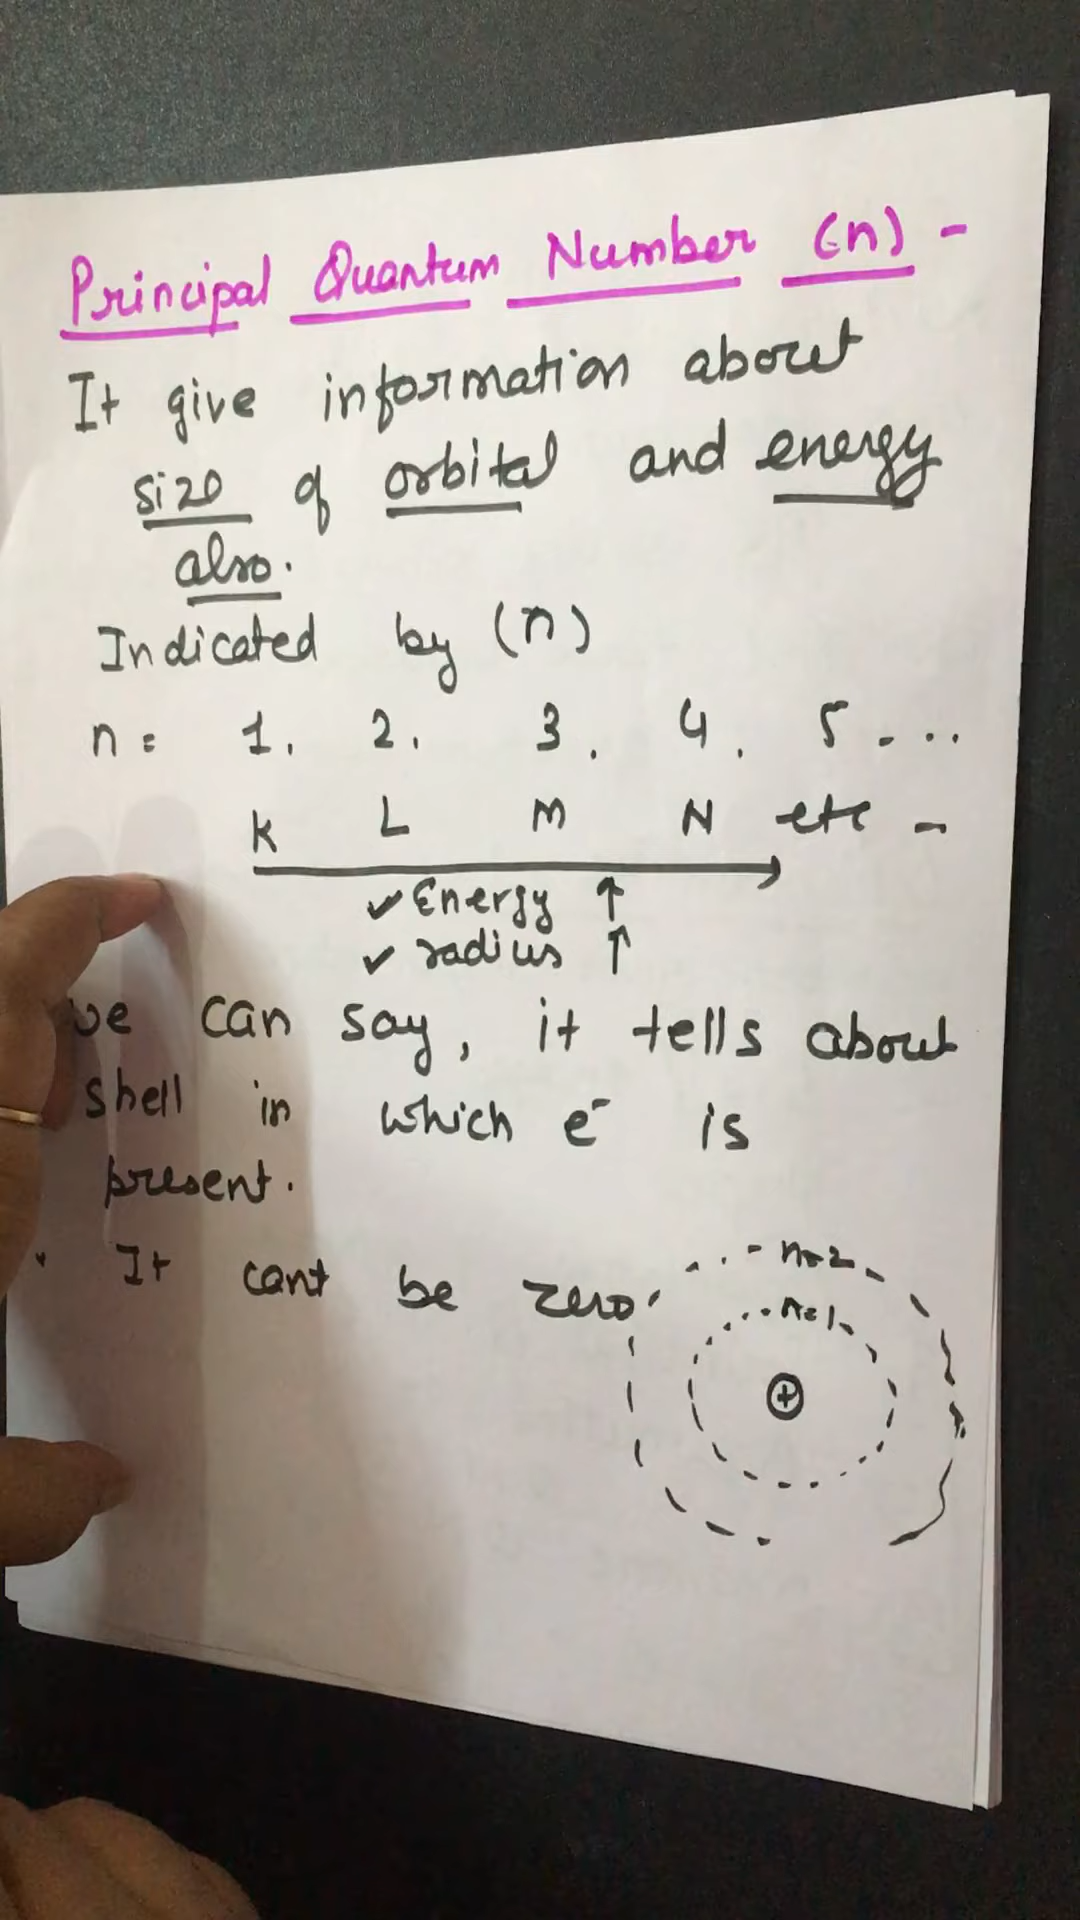 Principal Quantum Number (n) -
It give information about
size of orbital and energy
also.
Indicated by (n)
n = 1, 2, 3, 4, 5 - ...
K L M N etc -
✓ Energy ↑
✓ radius ↑
we can say, it tells about
shell in which e⁻ is
present.
• It cant be zero
n=2
n=1
+